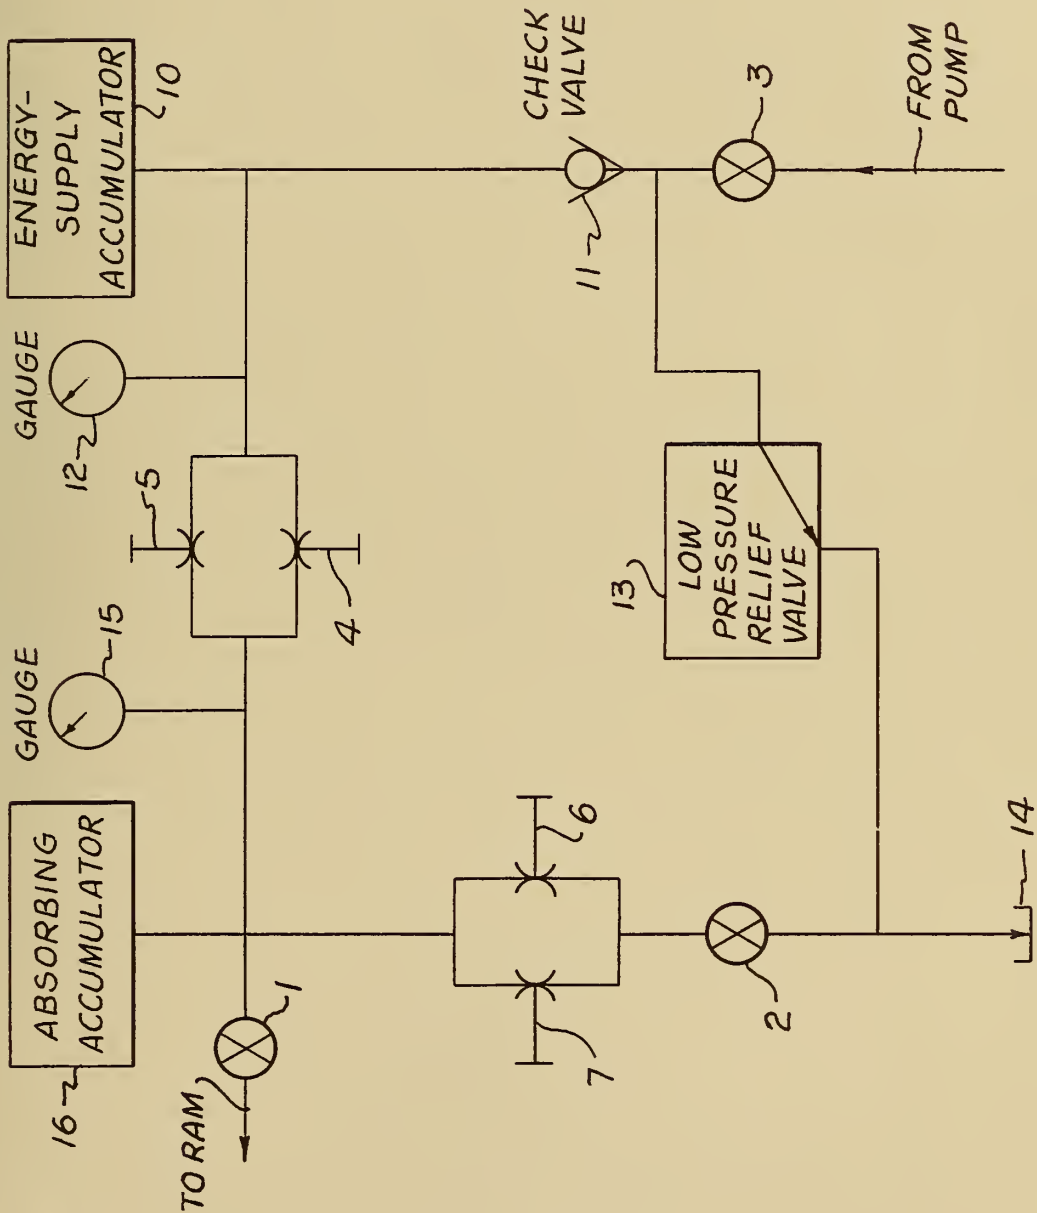 ENERGY-
SUPPLY
ACCUMULATOR
10
GAUGE
12
CHECK
VALVE
11
3
FROM
PUMP
5
4
GAUGE
15
13
LOW
PRESSURE
RELIEF
VALVE
ABSORBING
ACCUMULATOR
16
1
TO RAM
6
7
2
14